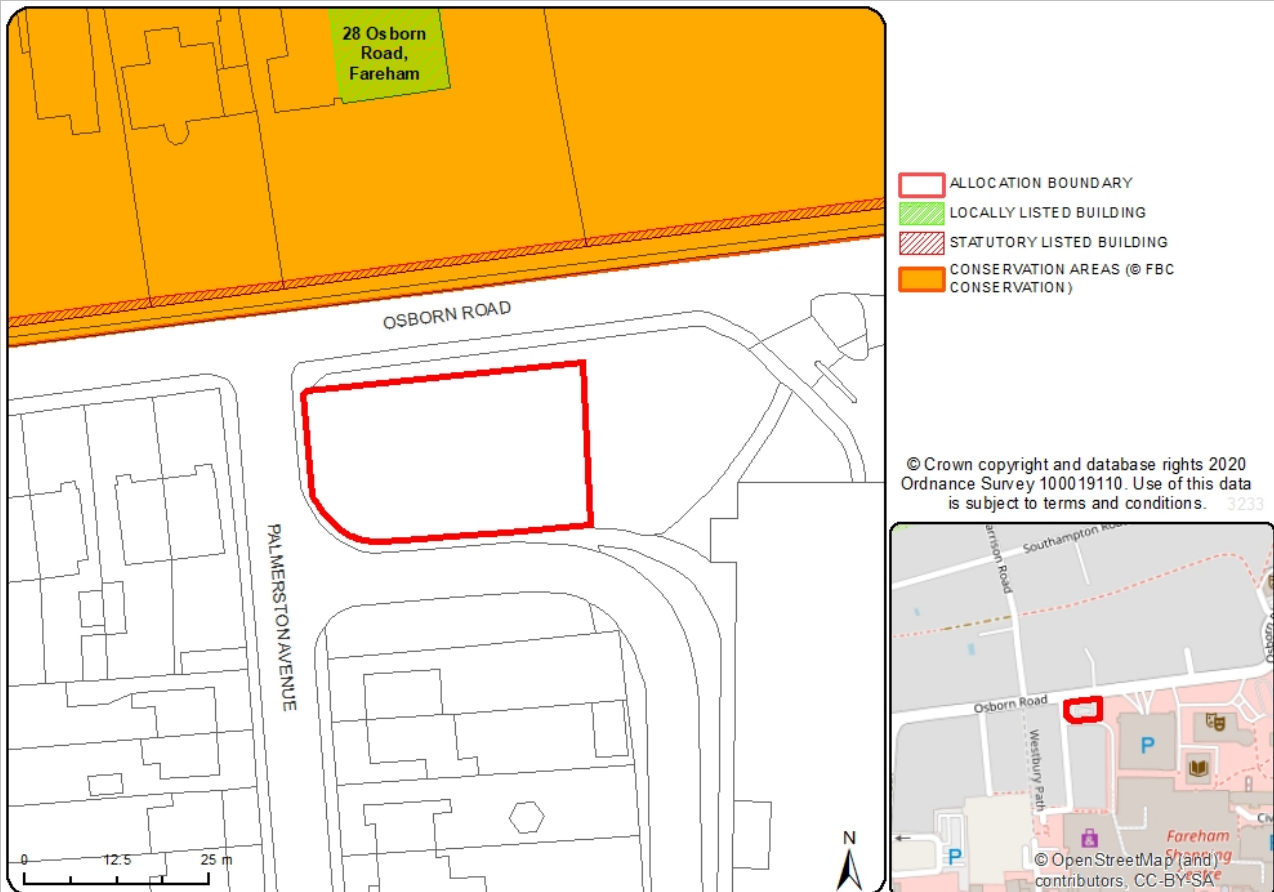 28 Osborn
Road,
Fareham
OSBORN ROAD
PALMERSTON AVENUE
0 12.5 25 m
N
ALLOCATION BOUNDARY
LOCALLY LISTED BUILDING
STATUTORY LISTED BUILDING
CONSERVATION AREAS (© FBC
CONSERVATION)
© Crown copyright and database rights 2020
Ordnance Survey 100019110. Use of this data
is subject to terms and conditions. 3233
Southampton Road
arrison Road
Osborn Road
Westbury Path
P
P
Fareham
Shopping
Centre
© OpenStreetMap (and)
contributors, CC-BY-SA